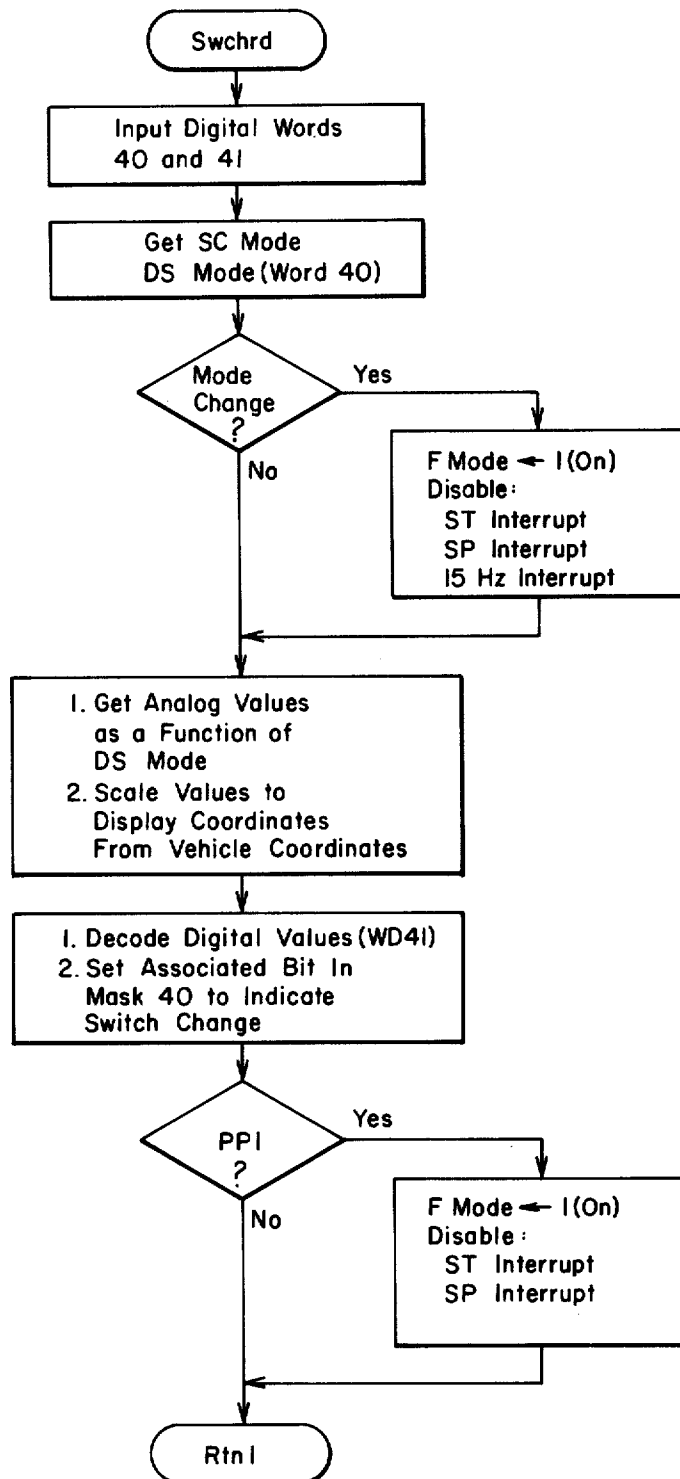 Swchrd
Input Digital Words
40 and 41
Get SC Mode
DS Mode (Word 40)
Mode
Change
?
Yes
No
F Mode ← 1 (On)
Disable:
ST Interrupt
SP Interrupt
15 Hz Interrupt
1. Get Analog Values
as a Function of
DS Mode
2. Scale Values to
Display Coordinates
From Vehicle Coordinates
1. Decode Digital Values (WD41)
2. Set Associated Bit In
Mask 40 to Indicate
Switch Change
PPI
?
Yes
No
F Mode ← 1 (On)
Disable:
ST Interrupt
SP Interrupt
Rtn 1